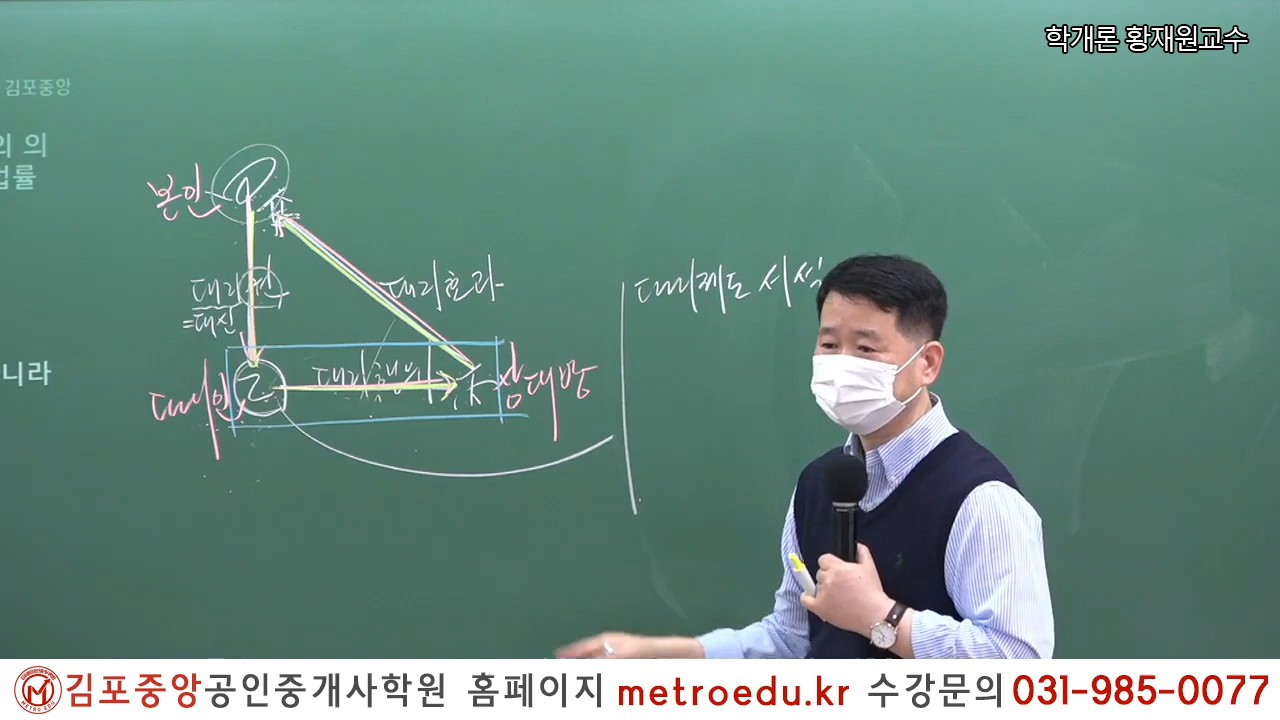 학개론 황재원교수
김포중앙
의 의
법률
니라
본인
대리권
=대신
대리효과
대리인
대리행위
상대방
대리제도 서식
METRO EDU
김포중앙공인중개사학원 홈페이지 metroedu.kr 수강문의 031-985-0077